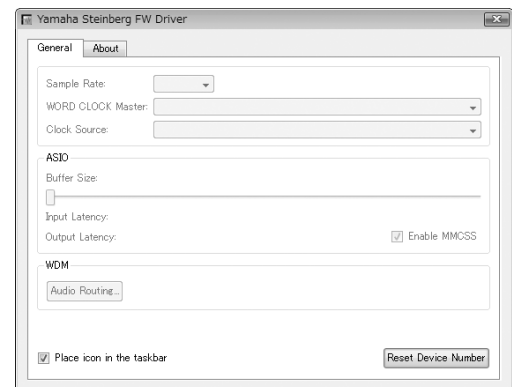 Yamaha Steinberg FW Driver
General About
Sample Rate:
WORD CLOCK Master:
Clock Source:
ASIO
Buffer Size:
Input Latency:
Output Latency: Enable MMCSS
WDM
Audio Routing...
Place icon in the taskbar Reset Device Number